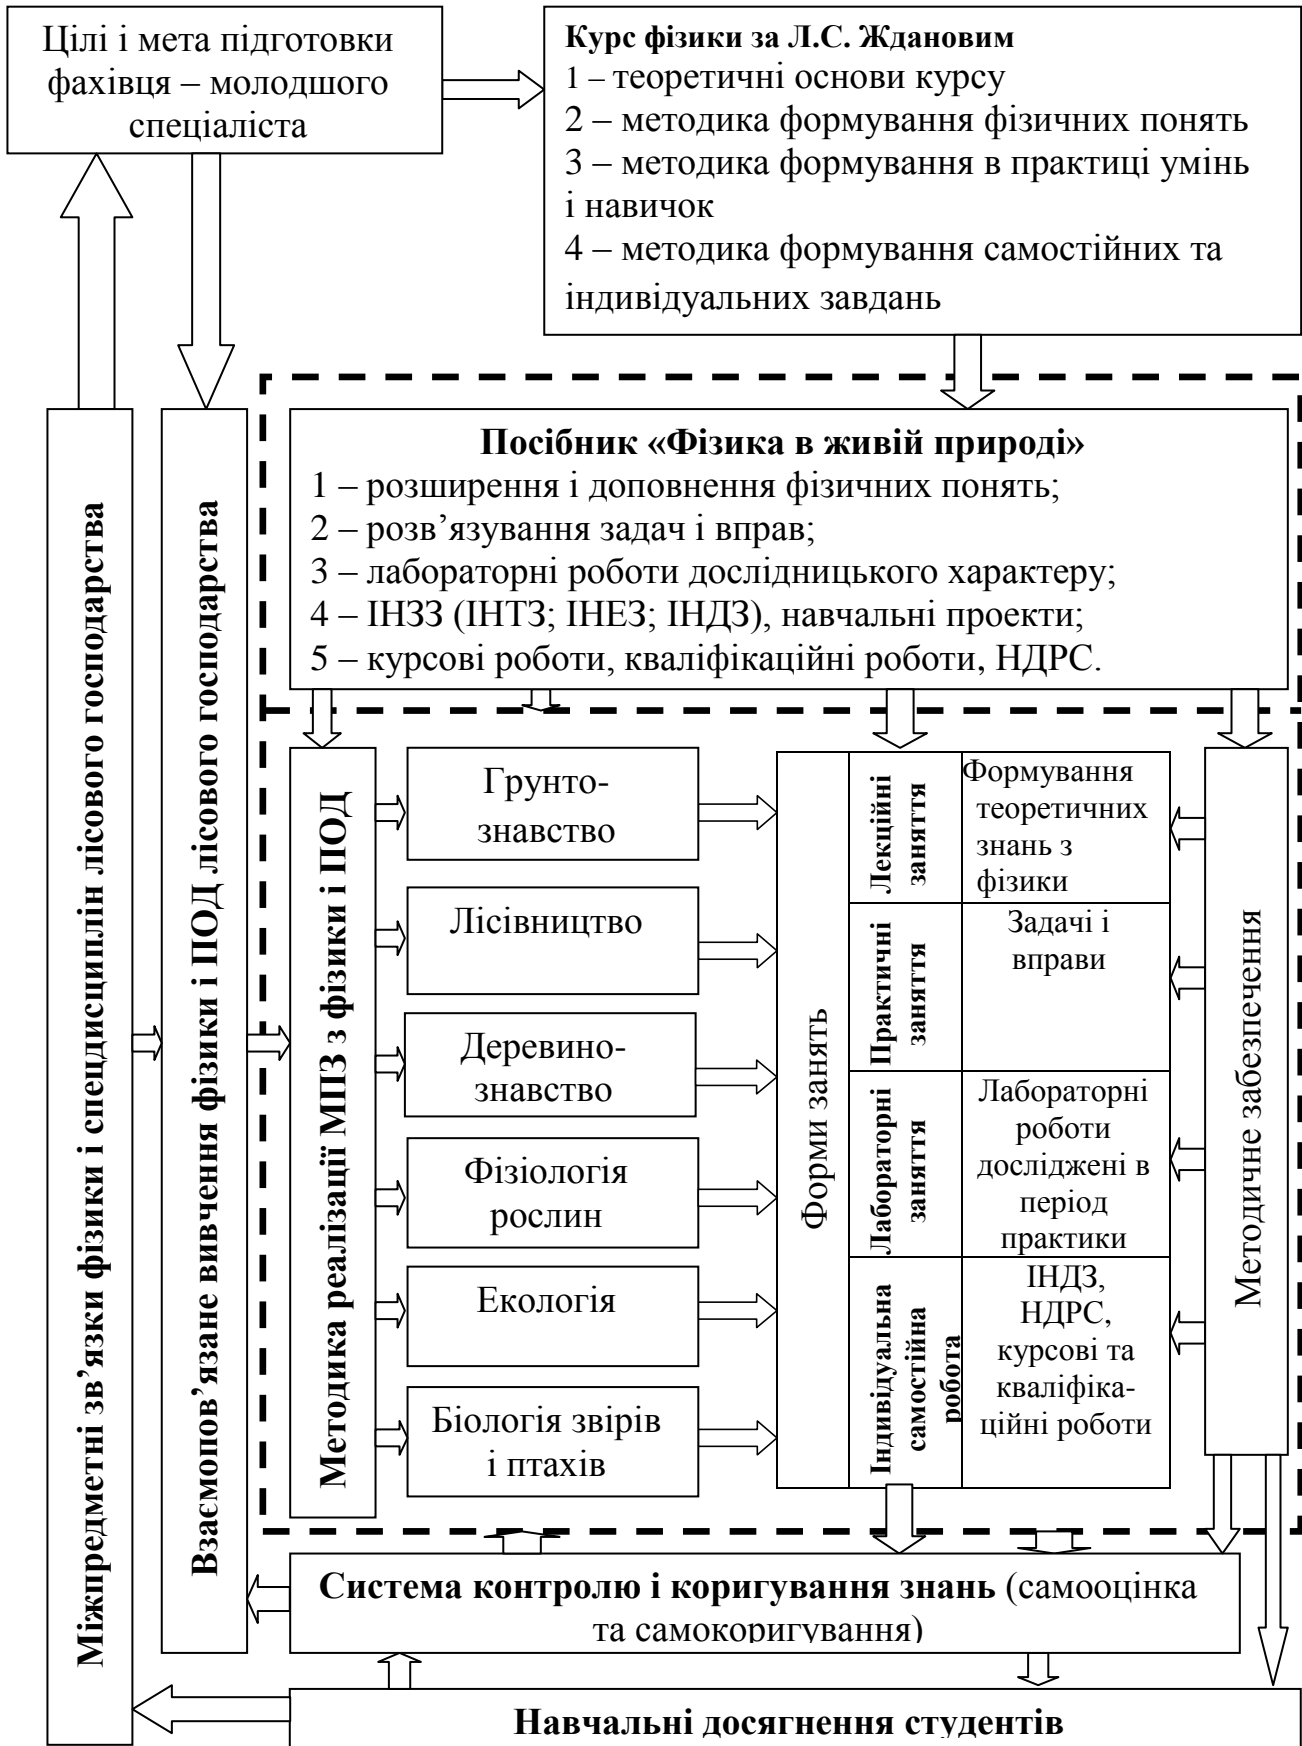 Цілі і мета підготовки
фахівця – молодшого
спеціаліста
Курс фізики за Л.С. Ждановим
1 – теоретичні основи курсу
2 – методика формування фізичних понять
3 – методика формування в практиці умінь
і навичок
4 – методика формування самостійних та
індивідуальних завдань
Міжпредметні зв’язки фізики і спецдисциплін лісового господарства
Взаємопов’язане вивчення фізики і ПОД лісового господарства
Посібник «Фізика в живій природі»
1 – розширення і доповнення фізичних понять;
2 – розв’язування задач і вправ;
3 – лабораторні роботи дослідницького характеру;
4 – ІНЗЗ (ІНТЗ; ІНЕЗ; ІНДЗ), навчальні проекти;
5 – курсові роботи, кваліфікаційні роботи, НДРС.
Методика реалізації МПЗ з фізики і ПОД
Грунто-
знавство
Лісівництво
Деревино-
знавство
Фізіологія
рослин
Екологія
Біологія звірів
і птахів
Форми занять
Лекційні
заняття
Формування
теоретичних
знань з
фізики
Практичні
заняття
Задачі і
вправи
Лабораторні
заняття
Лабораторні
роботи
досліджені в
період
практики
Індивідуальна
самостійна
робота
ІНДЗ,
НДРС,
курсові та
кваліфіка-
ційні роботи
Методичне забезпечення
Система контролю і коригування знань (самооцінка
та самокоригування)
Навчальні досягнення студентів